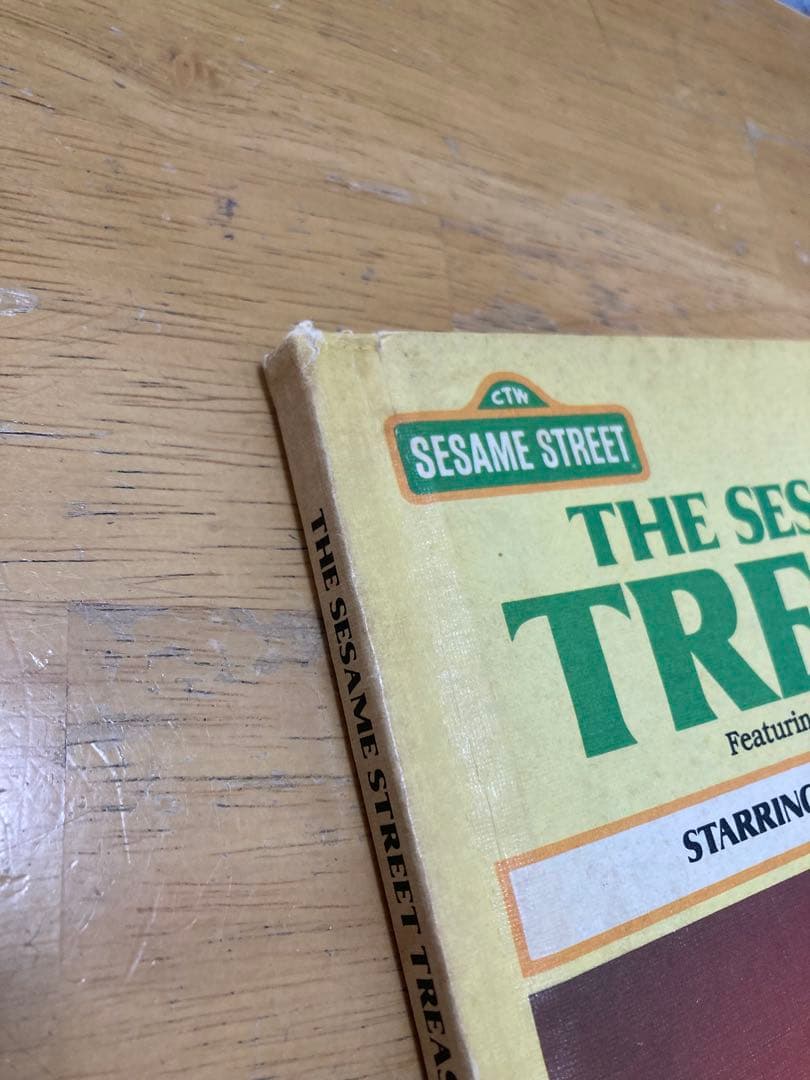 CTW
SESAME STREET
THE SES
TRE
Featurin
STARRING
THE SESAME STREET TREAS